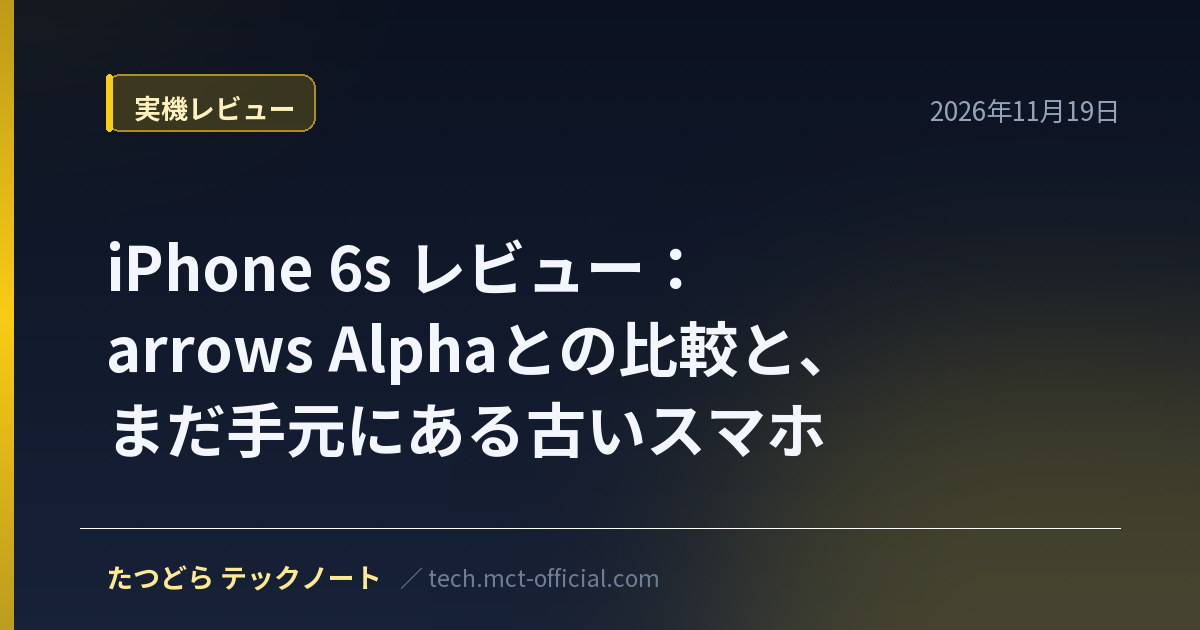 実機レビュー
2026年11月19日
iPhone 6s レビュー：
arrows Alphaとの比較と、
まだ手元にある古いスマホ
たつどら テックノート ／ tech.mct-official.com